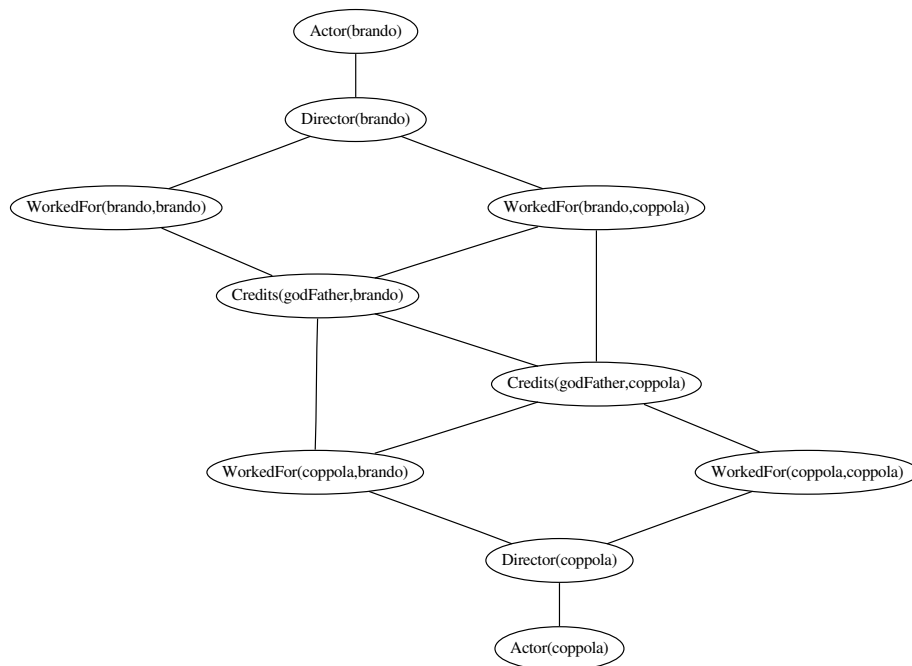 Actor(brando)
Director(brando)
WorkedFor(brando,brando)
WorkedFor(brando,coppola)
Credits(godFather,brando)
Credits(godFather,coppola)
WorkedFor(coppola,brando)
WorkedFor(coppola,coppola)
Director(coppola)
Actor(coppola)